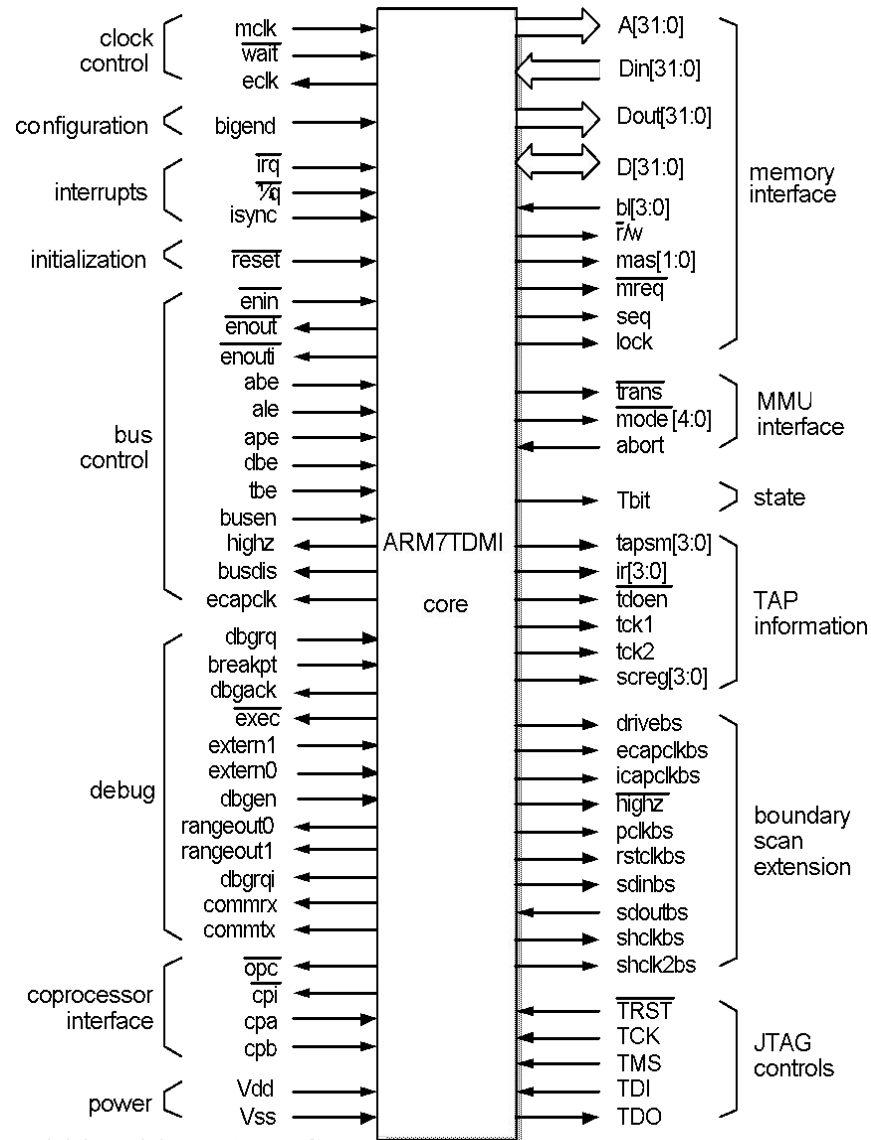 clock
control
mclk
wait
eclk
configuration
bigend
interrupts
irq
¼q
isync
initialization
reset
bus
control
enin
enout
enouti
abe
ale
ape
dbe
tbe
busen
highz
busdis
ecapclk
debug
dbgrq
breakpt
dbgack
exec
extern1
extern0
dbgen
rangeout0
rangeout1
dbgrqi
commrx
commtx
coprocessor
interface
opc
cpi
cpa
cpb
power
Vdd
Vss
ARM7TDMI
core
A[31:0]
Din[31:0]
Dout[31:0]
D[31:0]
bl[3:0]
r/w
mas[1:0]
mreq
seq
lock
memory
interface
trans
mode[4:0]
abort
MMU
interface
Tbit
state
tapsm[3:0]
ir[3:0]
tdoen
tck1
tck2
screg[3:0]
TAP
information
drivebs
ecapclkbs
icapclkbs
highz
pclkbs
rstclkbs
sdinbs
sdoutbs
shclkbs
shclk2bs
boundary
scan
extension
TRST
TCK
TMS
TDI
TDO
JTAG
controls